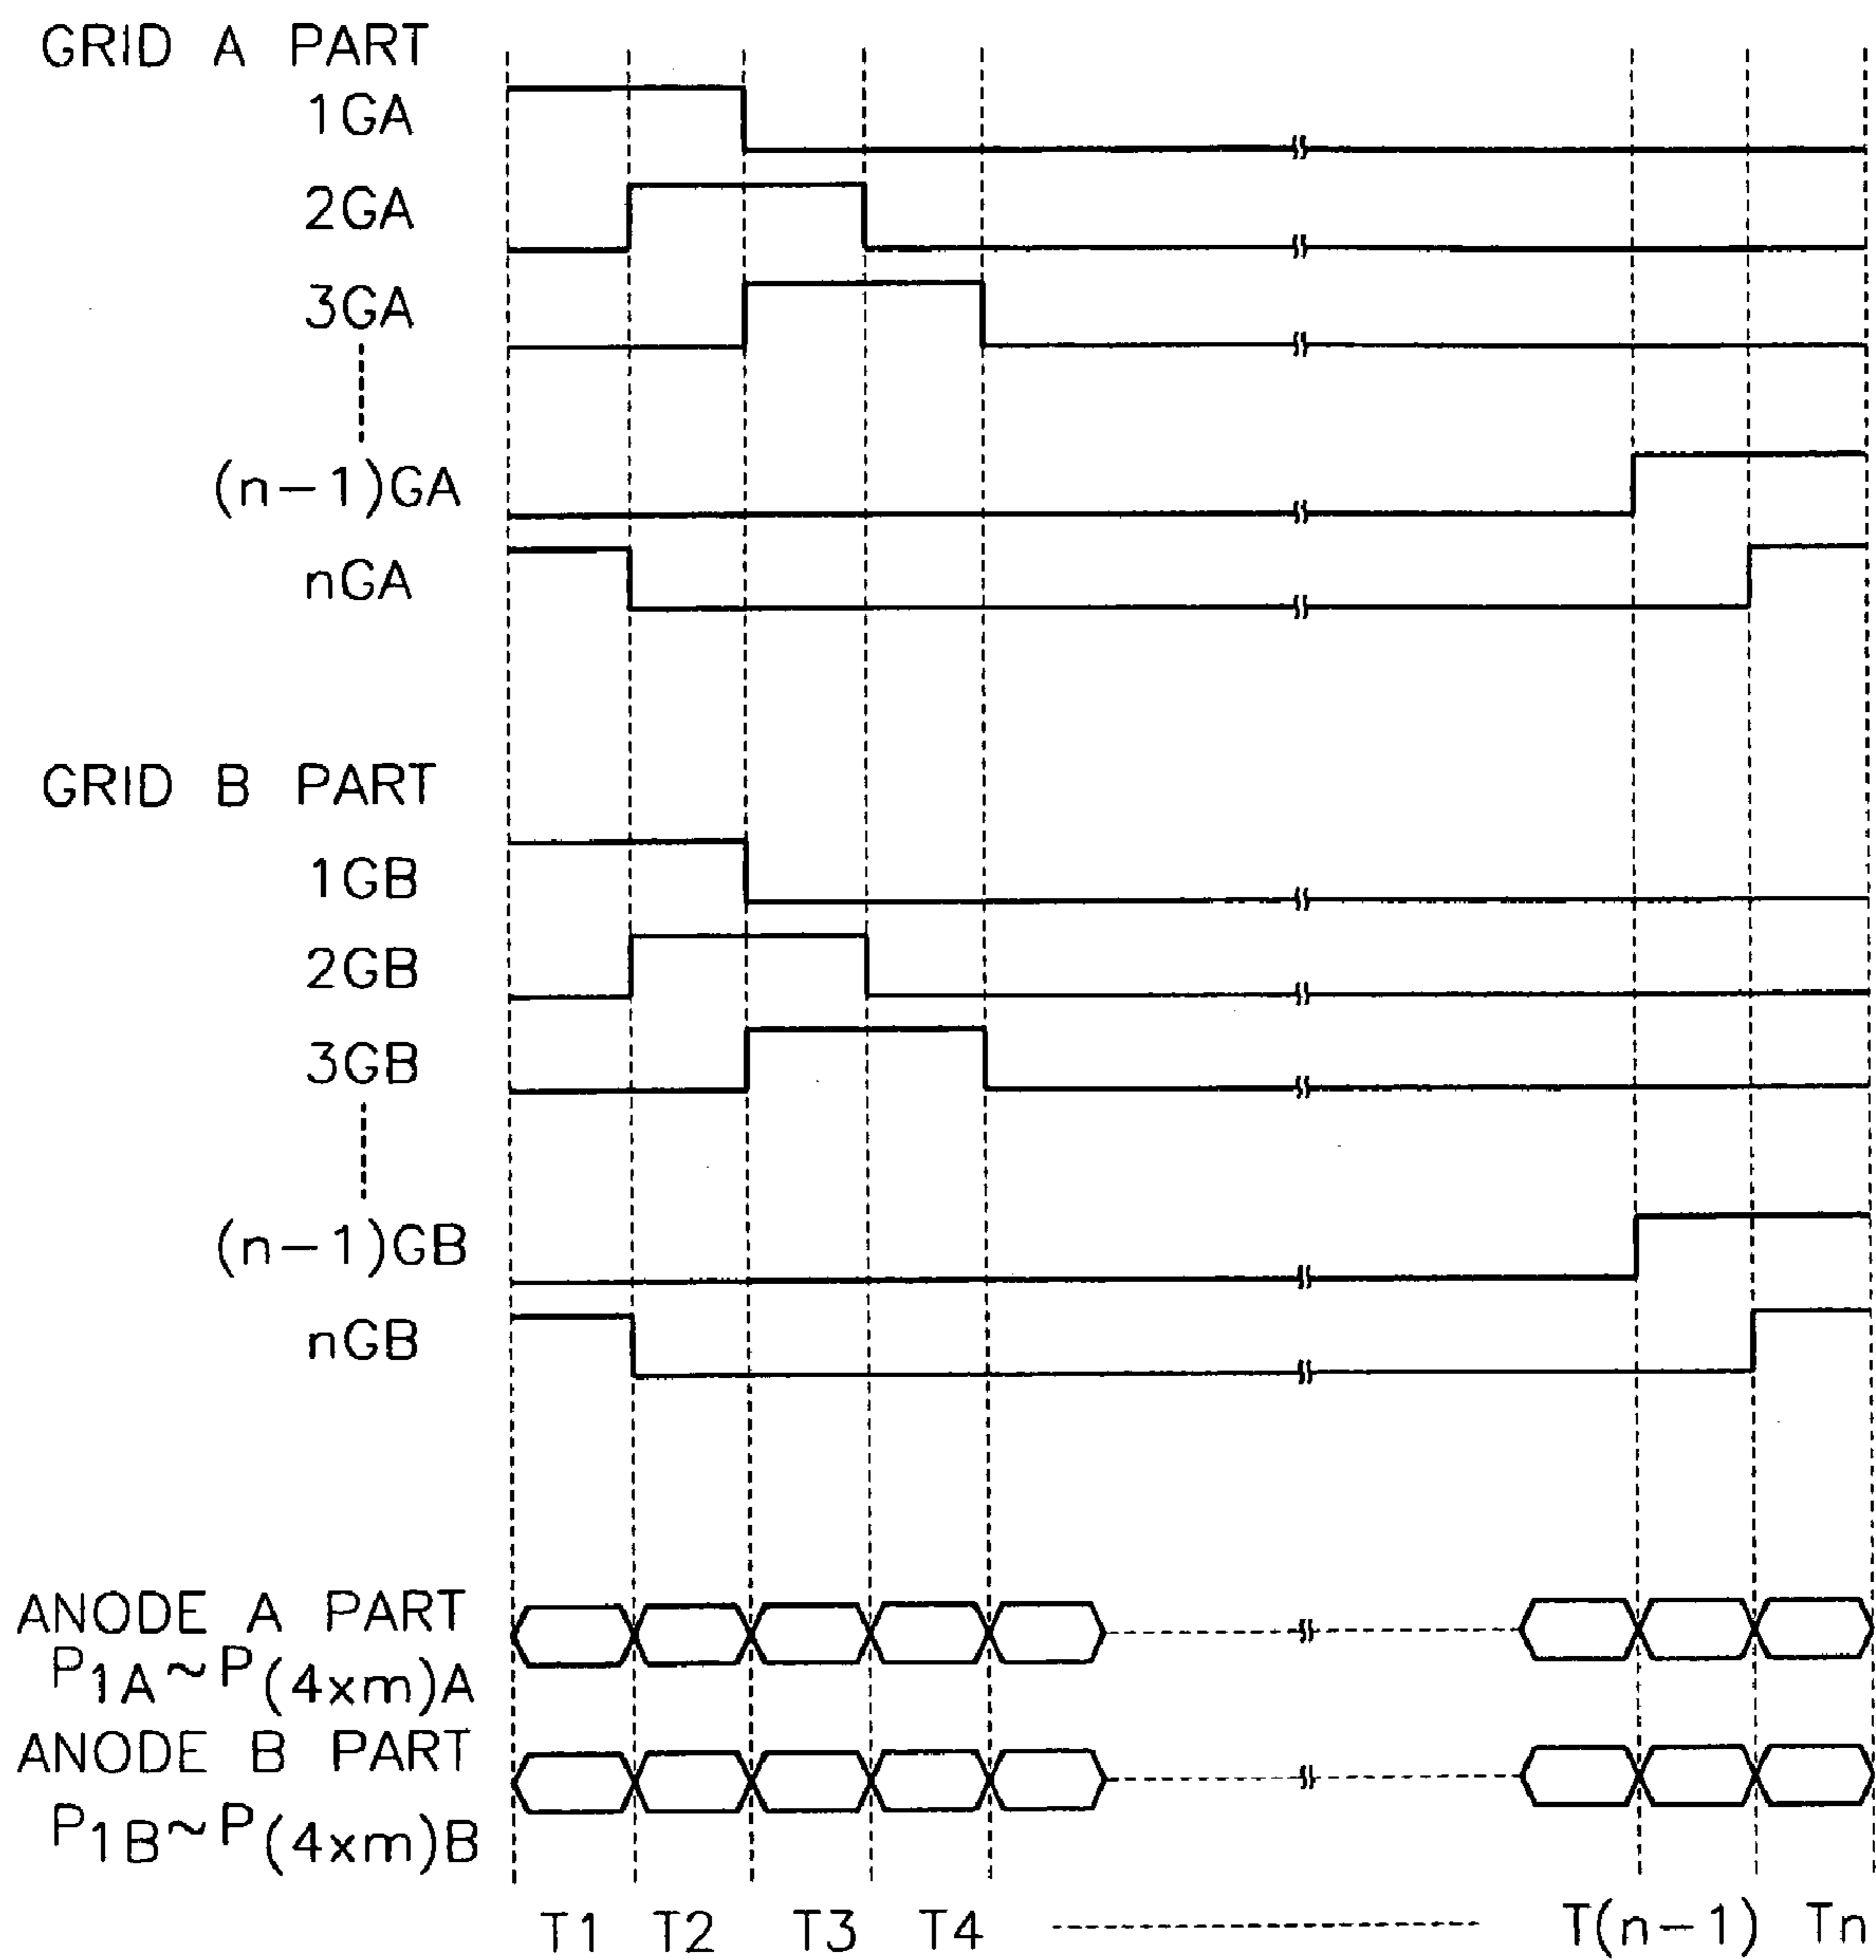 GRID A PART
1GA
2GA
3GA
(n-1)GA
nGA
GRID B PART
1GB
2GB
3GB
(n-1)GB
nGB
ANODE A PART
P1A~P(4xm)A
ANODE B PART
P1B~P(4xm)B
T1 T2 T3 T4 T(n-1) Tn